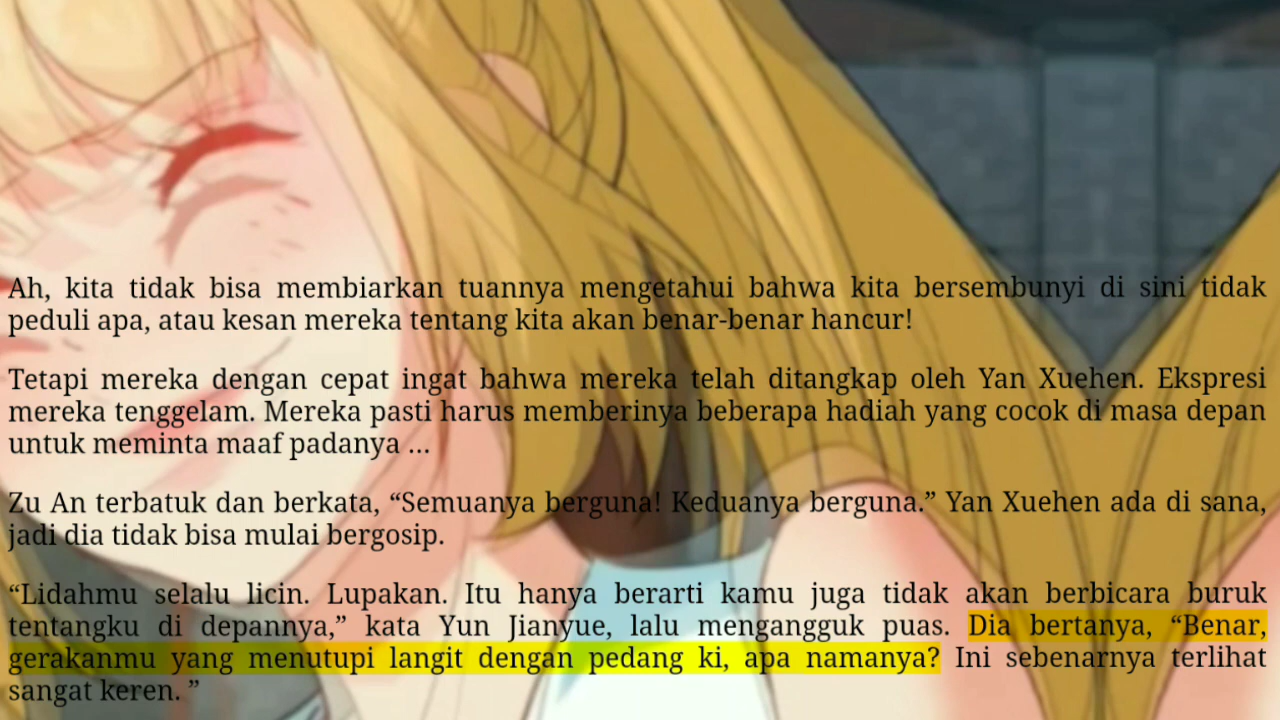 Ah, kita tidak bisa membiarkan tuannya mengetahui bahwa kita bersembunyi di sini tidak
peduli apa, atau kesan mereka tentang kita akan benar-benar hancur!
Tetapi mereka dengan cepat ingat bahwa mereka telah ditangkap oleh Yan Xuehen. Ekspresi
mereka tenggelam. Mereka pasti harus memberinya beberapa hadiah yang cocok di masa depan
untuk meminta maaf padanya ...
Zu An terbatuk dan berkata, “Semuanya berguna! Keduanya berguna.” Yan Xuehen ada di sana,
jadi dia tidak bisa mulai bergosip.
“Lidahmu selalu licin. Lupakan. Itu hanya berarti kamu juga tidak akan berbicara buruk
tentangku di depannya,” kata Yun Jianyue, lalu mengangguk puas. Dia bertanya, “Benar,
gerakanmu yang menutupi langit dengan pedang ki, apa namanya? Ini sebenarnya terlihat
sangat keren. ”